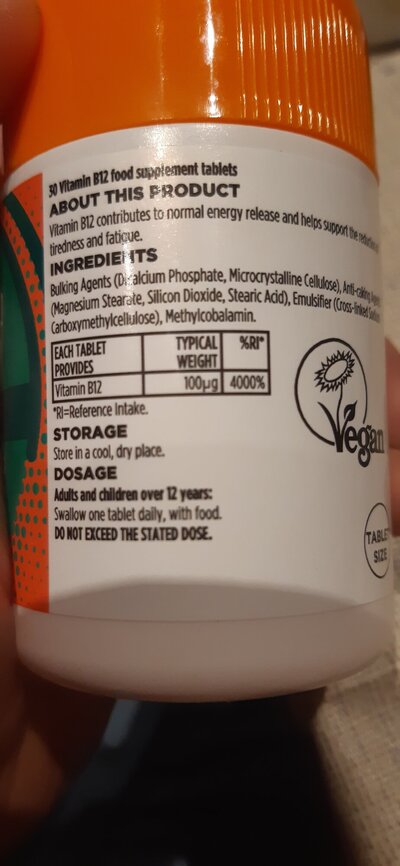 30 Vitamin B12 food supplement tablets
ABOUT THIS PRODUCT
Vitamin B12 contributes to normal energy release and helps support the
tiredness and fatigue.
INGREDIENTS
Bulking Agents (Dicalcium Phosphate, Microcrystalline Cellulose), Anti-caking
(Magnesium Stearate, Silicon Dioxide, Stearic Acid), Emulsifier (Cross-linked
Carboxymethylcellulose), Methylcobalamin.
EACH TABLET PROVIDES TYPICAL WEIGHT %RI*
Vitamin B12 100µg 4000%
*RI=Reference Intake.
Vegan
STORAGE
Store in a cool, dry place.
DOSAGE
Adults and children over 12 years:
Swallow one tablet daily, with food.
DO NOT EXCEED THE STATED DOSE.
TABLET
SIZE